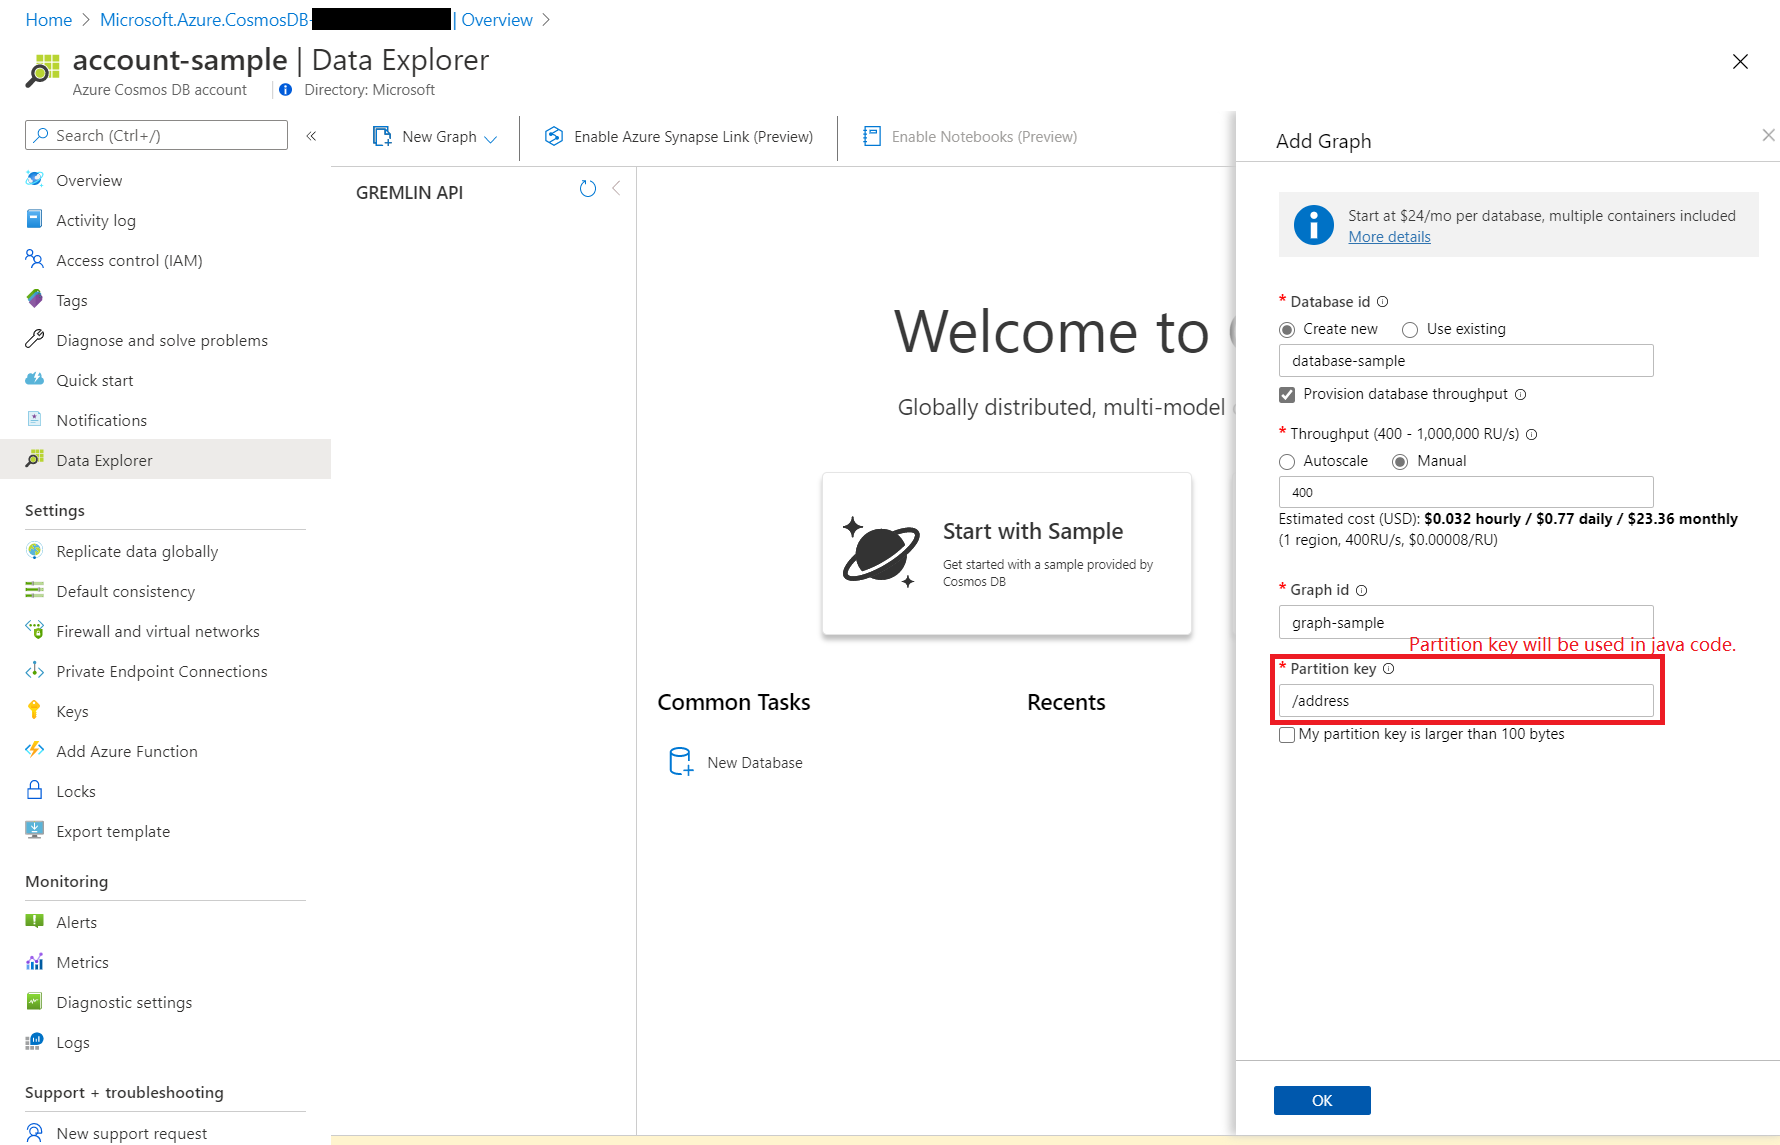 Home > Microsoft.Azure.CosmosDB- | Overview >
account-sample | Data Explorer
Azure Cosmos DB account
Directory: Microsoft
Search (Ctrl+/)
«
Overview
Activity log
Access control (IAM)
Tags
Diagnose and solve problems
Quick start
Notifications
Data Explorer
Settings
Replicate data globally
Default consistency
Firewall and virtual networks
Private Endpoint Connections
Keys
Add Azure Function
Locks
Export template
Monitoring
Alerts
Metrics
Diagnostic settings
Logs
Support + troubleshooting
New support request
New Graph
Enable Azure Synapse Link (Preview)
Enable Notebooks (Preview)
GREMLIN API
Welcome to
Globally distributed, multi-model
Start with Sample
Get started with a sample provided by
Cosmos DB
Common Tasks
New Database
Recents
Add Graph
Start at $24/mo per database, multiple containers included
More details
* Database id
Create new
Use existing
database-sample
Provision database throughput
* Throughput (400 - 1,000,000 RU/s)
Autoscale
Manual
400
Estimated cost (USD): $0.032 hourly / $0.77 daily / $23.36 monthly
(1 region, 400RU/s, $0.00008/RU)
* Graph id
graph-sample
Partition key will be used in java code.
* Partition key
/address
My partition key is larger than 100 bytes
OK